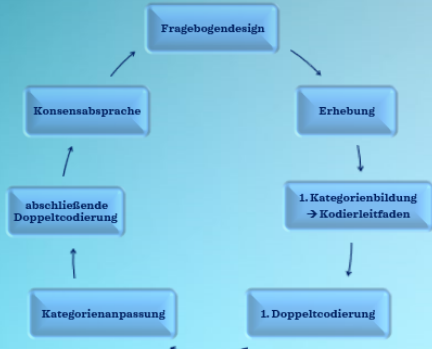 Fragebogendesign
Erhebung
1. Kategorienbildung
→ Kodierleitfaden
1. Doppeltcodierung
Kategorienanpassung
abschließende
Doppeltcodierung
Konsensabsprache